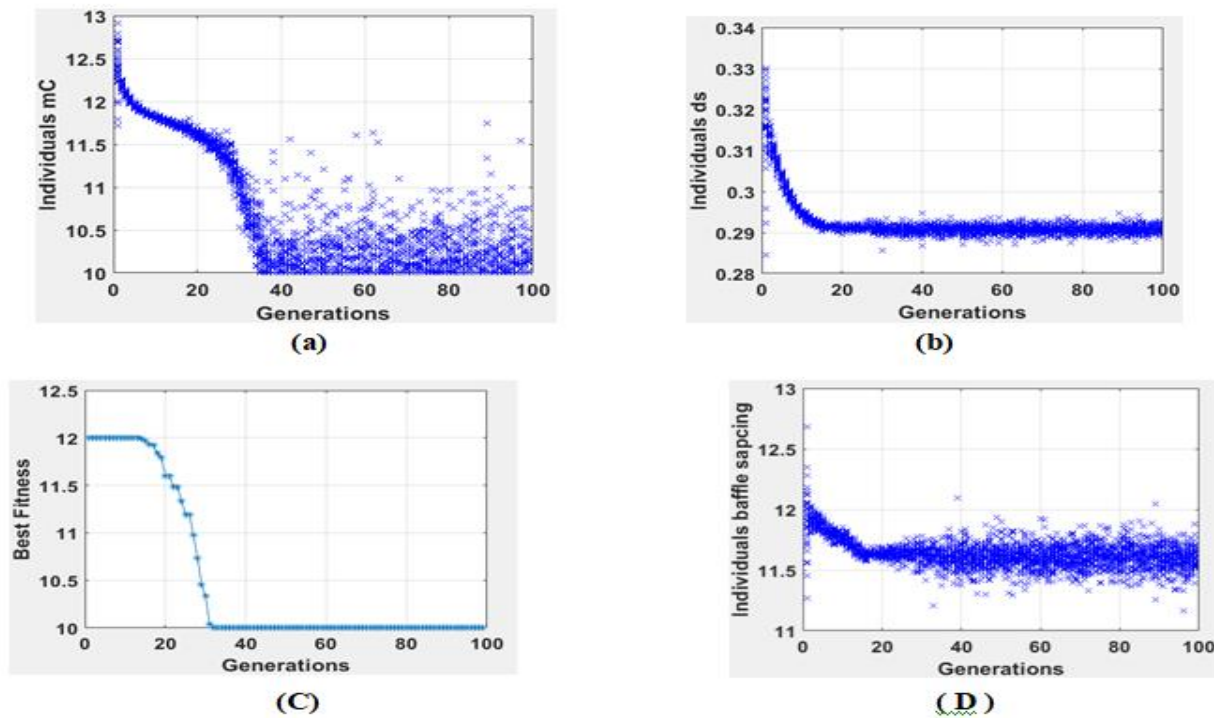 13
12.5
12
11.5
11
10.5
10
Individuals mC
0 20 40 60 80 100
Generations
(a)
0.34
0.33
0.32
0.31
0.3
0.29
0.28
Individuals ds
0 20 40 60 80 100
Generations
(b)
12.5
12
11.5
11
10.5
10
Best Fitness
0 20 40 60 80 100
Generations
(C)
13
12.5
12
11.5
11
Individuals baffle sapcing
0 20 40 60 80 100
Generations
( D )